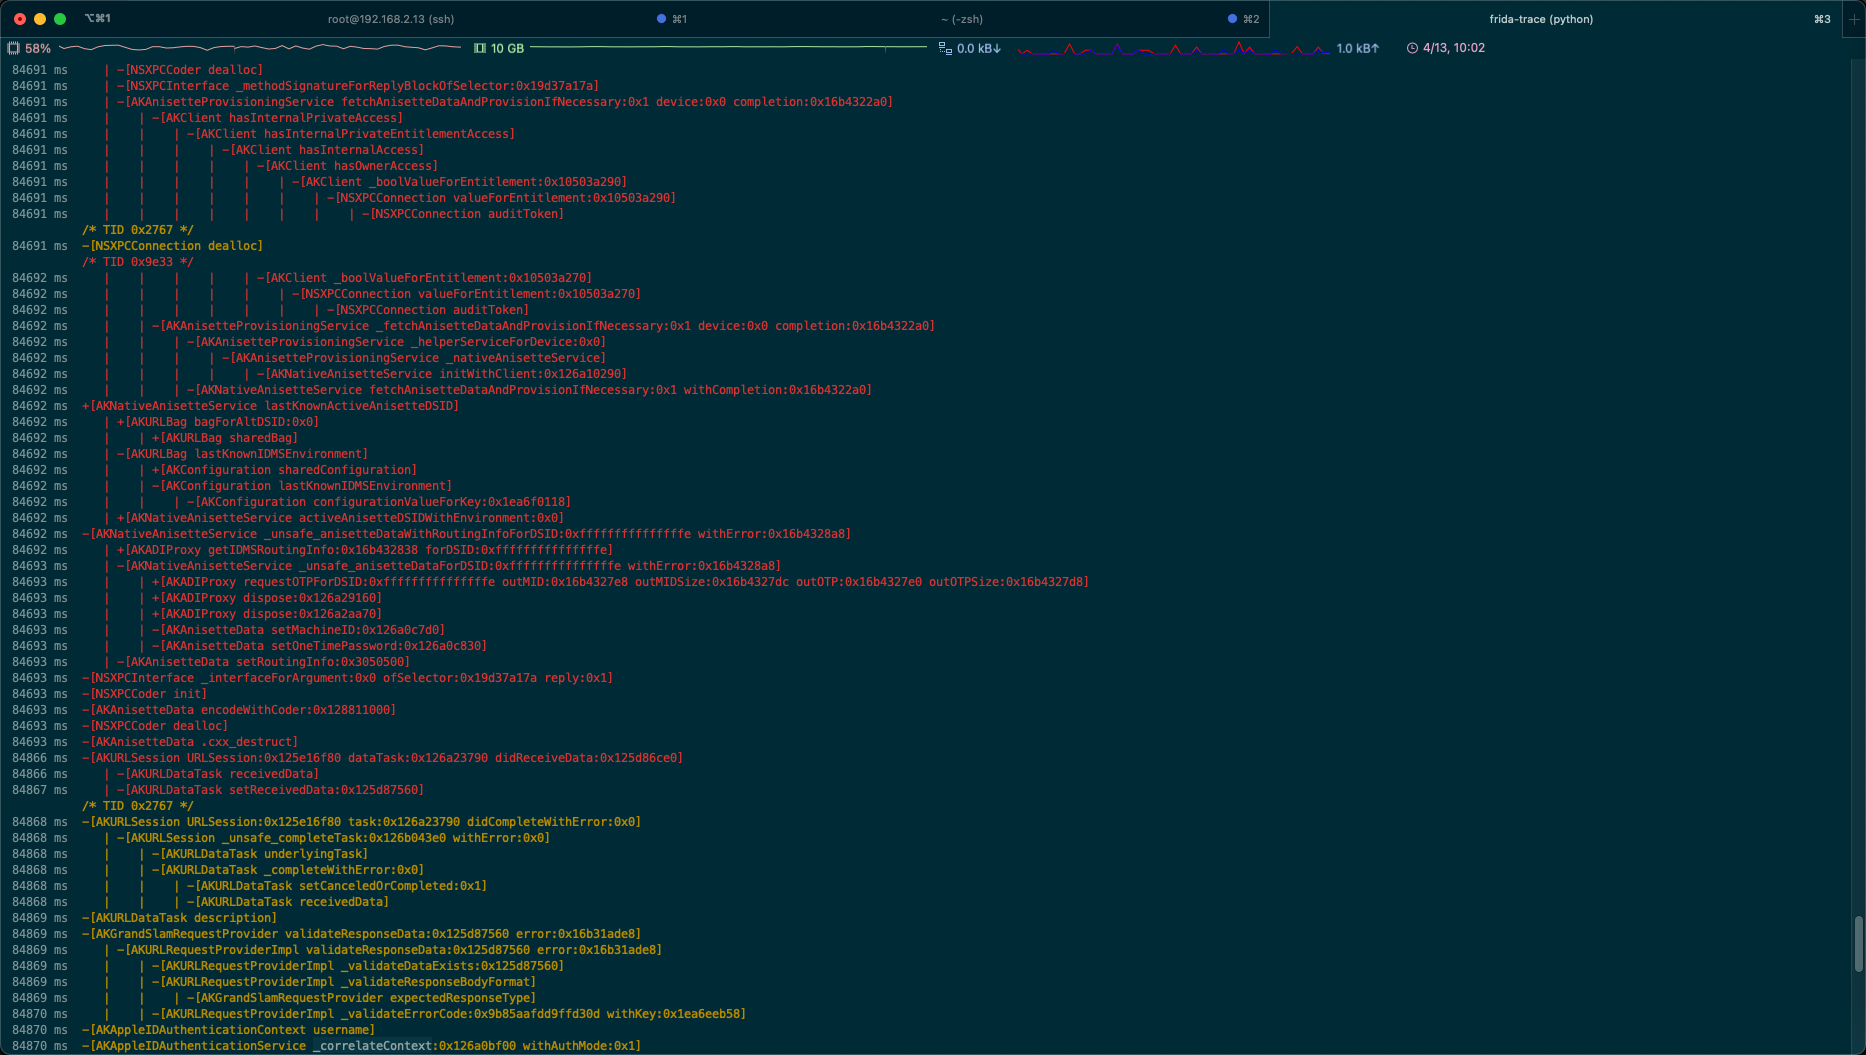 ⌥⌘1 root@192.168.2.13 (ssh) ⌘1 ~ (-zsh) ⌘2 frida-trace (python) ⌘3 +
58% 10 GB 0.0 kB↓ 1.0 kB↑ 4/13, 10:02
84691 ms | -[NSXPCCoder dealloc]
84691 ms | -[NSXPCInterface _methodSignatureForReplyBlockOfSelector:0x19d37a17a]
84691 ms | -[AKAnisetteProvisioningService fetchAnisetteDataAndProvisionIfNecessary:0x1 device:0x0 completion:0x16b4322a0]
84691 ms | | -[AKClient hasInternalPrivateAccess]
84691 ms | | | -[AKClient hasInternalPrivateEntitlementAccess]
84691 ms | | | | -[AKClient hasInternalAccess]
84691 ms | | | | | -[AKClient hasOwnerAccess]
84691 ms | | | | | | -[AKClient _boolValueForEntitlement:0x10503a290]
84691 ms | | | | | | | -[NSXPCConnection valueForEntitlement:0x10503a290]
84691 ms | | | | | | | | -[NSXPCConnection auditToken]
/* TID 0x2767 */
84691 ms -[NSXPCConnection dealloc]
/* TID 0x9e33 */
84692 ms | | | | | -[AKClient _boolValueForEntitlement:0x10503a270]
84692 ms | | | | | | -[NSXPCConnection valueForEntitlement:0x10503a270]
84692 ms | | | | | | | -[NSXPCConnection auditToken]
84692 ms | | -[AKAnisetteProvisioningService _fetchAnisetteDataAndProvisionIfNecessary:0x1 device:0x0 completion:0x16b4322a0]
84692 ms | | | -[AKAnisetteProvisioningService _helperServiceForDevice:0x0]
84692 ms | | | | -[AKAnisetteProvisioningService _nativeAnisetteService]
84692 ms | | | | | -[AKNativeAnisetteService initWithClient:0x126a10290]
84692 ms | | | -[AKNativeAnisetteService fetchAnisetteDataAndProvisionIfNecessary:0x1 withCompletion:0x16b4322a0]
84692 ms +[AKNativeAnisetteService lastKnownActiveAnisetteDSID]
84692 ms | +[AKURLBag bagForAltDSID:0x0]
84692 ms | | +[AKURLBag sharedBag]
84692 ms | -[AKURLBag lastKnownIDMSEnvironment]
84692 ms | | +[AKConfiguration sharedConfiguration]
84692 ms | | -[AKConfiguration lastKnownIDMSEnvironment]
84692 ms | | | -[AKConfiguration configurationValueForKey:0x1ea6f0118]
84692 ms | +[AKNativeAnisetteService activeAnisetteDSIDWithEnvironment:0x0]
84692 ms -[AKNativeAnisetteService _unsafe_anisetteDataWithRoutingInfoForDSID:0xfffffffffffffffe withError:0x16b4328a8]
84692 ms | +[AKADIProxy getIDMSRoutingInfo:0x16b432838 forDSID:0xfffffffffffffffe]
84693 ms | -[AKNativeAnisetteService _unsafe_anisetteDataForDSID:0xfffffffffffffffe withError:0x16b4328a8]
84693 ms | | +[AKADIProxy requestOTPForDSID:0xfffffffffffffffe outMID:0x16b4327e8 outMIDSize:0x16b4327dc outOTP:0x16b4327e0 outOTPSize:0x16b4327d8]
84693 ms | | +[AKADIProxy dispose:0x126a29160]
84693 ms | | +[AKADIProxy dispose:0x126a2aa70]
84693 ms | | -[AKAnisetteData setMachineID:0x126a0c7d0]
84693 ms | | -[AKAnisetteData setOneTimePassword:0x126a0c830]
84693 ms | -[AKAnisetteData setRoutingInfo:0x3050500]
84693 ms -[NSXPCInterface _interfaceForArgument:0x0 ofSelector:0x19d37a17a reply:0x1]
84693 ms -[NSXPCCoder init]
84693 ms -[AKAnisetteData encodeWithCoder:0x128811000]
84693 ms -[NSXPCCoder dealloc]
84693 ms -[AKAnisetteData .cxx_destruct]
84866 ms -[AKURLSession URLSession:0x125e16f80 dataTask:0x126a23790 didReceiveData:0x125d86ce0]
84866 ms | -[AKURLDataTask receivedData]
84867 ms | -[AKURLDataTask setReceivedData:0x125d87560]
/* TID 0x2767 */
84868 ms -[AKURLSession URLSession:0x125e16f80 task:0x126a23790 didCompleteWithError:0x0]
84868 ms | -[AKURLSession _unsafe_completeTask:0x126b043e0 withError:0x0]
84868 ms | | -[AKURLDataTask underlyingTask]
84868 ms | | -[AKURLDataTask _completeWithError:0x0]
84868 ms | | | -[AKURLDataTask setCanceledOrCompleted:0x1]
84868 ms | | | -[AKURLDataTask receivedData]
84869 ms -[AKURLDataTask description]
84869 ms -[AKGrandSlamRequestProvider validateResponseData:0x125d87560 error:0x16b31ade8]
84869 ms | -[AKURLRequestProviderImpl validateResponseData:0x125d87560 error:0x16b31ade8]
84869 ms | | -[AKURLRequestProviderImpl _validateDataExists:0x125d87560]
84869 ms | | -[AKURLRequestProviderImpl _validateResponseBodyFormat]
84869 ms | | | -[AKGrandSlamRequestProvider expectedResponseType]
84870 ms | | -[AKURLRequestProviderImpl _validateErrorCode:0x9b85aafdd9ffd30d withKey:0x1ea6eeb58]
84870 ms -[AKAppleIDAuthenticationContext username]
84870 ms -[AKAppleIDAuthenticationService _correlateContext:0x126a0bf00 withAuthMode:0x1]